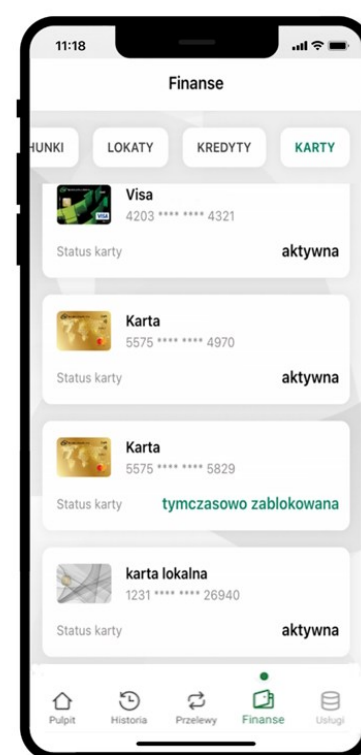 11:18
Finanse
HUNKI LOKATY KREDYTY KARTY
Visa
4203 **** **** 4321
VISA
Status karty aktywna
Karta
5575 **** **** 4970
Status karty aktywna
Karta
5575 **** **** 5829
Status karty tymczasowo zablokowana
karta lokalna
1231 **** **** 26940
Status karty aktywna
Pulpit Historia Przelewy Finanse Usługi